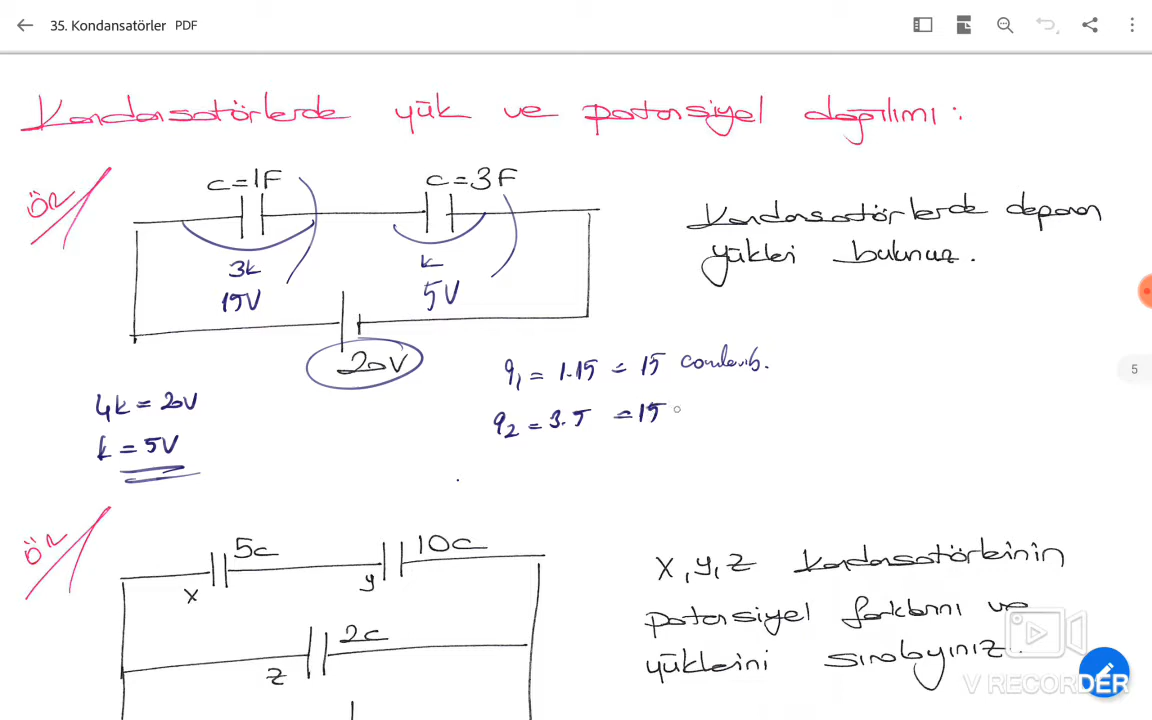 35. Kondansatörler PDF
Kondansatörlerde yük ve potansiyel dağılımı:
ÖR
C=1F
C=3F
3k
15V
k
5V
20V
Kondansatörlerde depanan
yükleri bulunuz.
4k = 20V
k = 5V
q1 = 1.15 = 15 coulomb.
q2 = 3.5 = 15
5
ÖR
5C
10C
x
y
2C
z
x, y, z Kondansatörlerinin
potansiyel farklarını ve
yüklerini sıralayınız.
V RECORDER